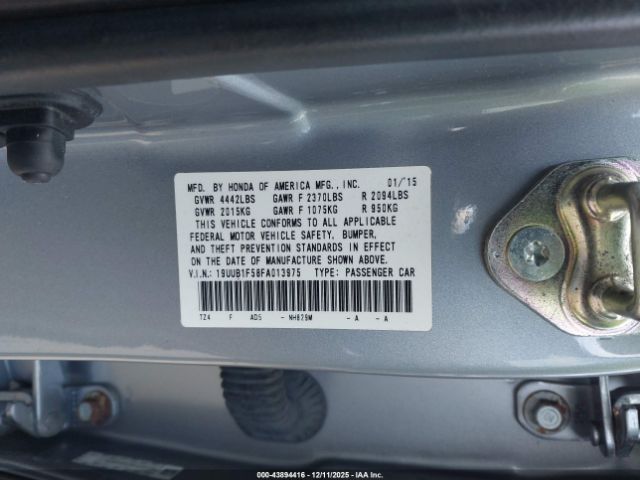 MFD. BY HONDA OF AMERICA MFG., INC. 01/15
GVWR 4442LBS GAWR F 2370LBS R 2094LBS
GVWR 2015KG GAWR F 1075KG R 950KG
THIS VEHICLE CONFORMS TO ALL APPLICABLE
FEDERAL MOTOR VEHICLE SAFETY, BUMPER,
AND THEFT PREVENTION STANDARDS IN EFFECT
ON THE DATE OF MANUFACTURE SHOWN ABOVE.
V.I.N.: 19UUB1F58FA013975 TYPE: PASSENGER CAR
TZ4 F AD5 - NH829M - A - A
000-43894416 - 12/11/2025 - IAA Inc.